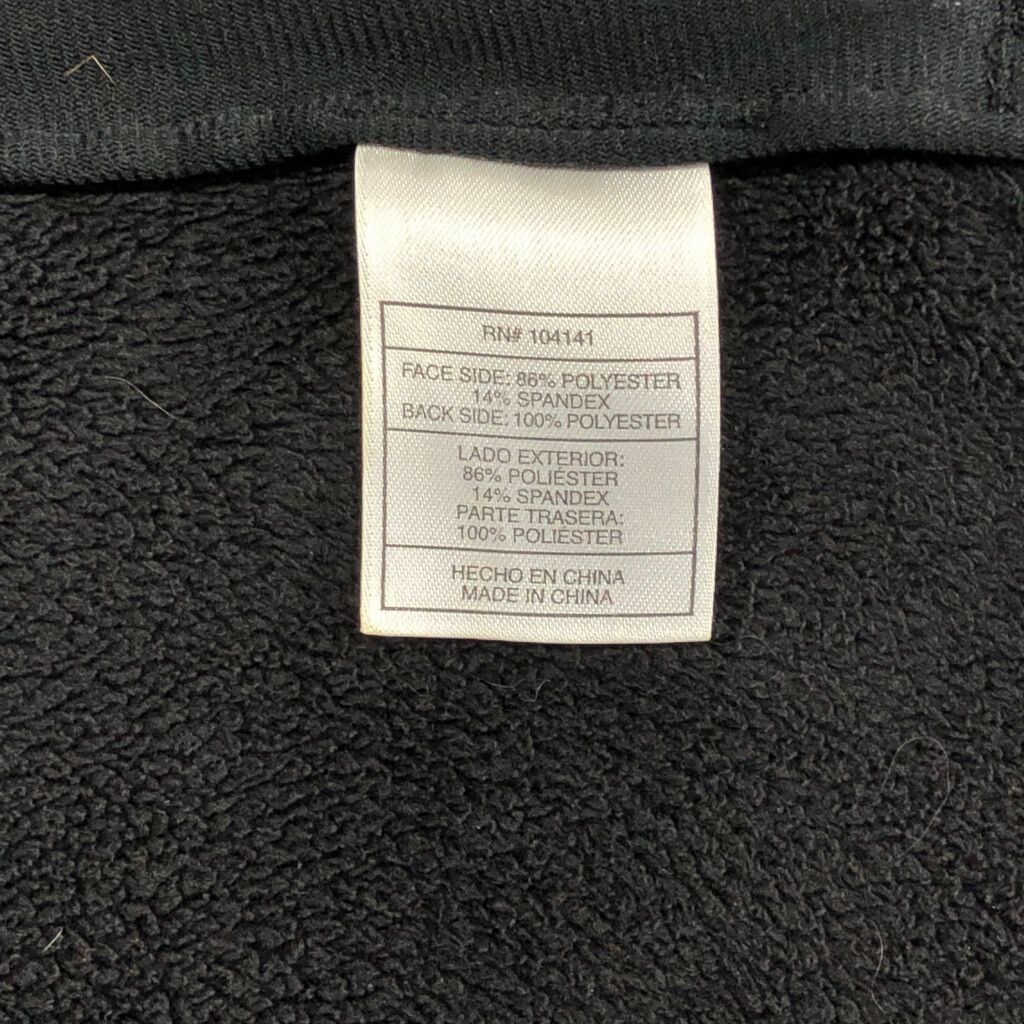 RN# 104141
FACE SIDE: 86% POLYESTER
14% SPANDEX
BACK SIDE: 100% POLYESTER
LADO EXTERIOR:
86% POLIÉSTER
14% SPANDEX
PARTE TRASERA:
100% POLIÉSTER
HECHO EN CHINA
MADE IN CHINA